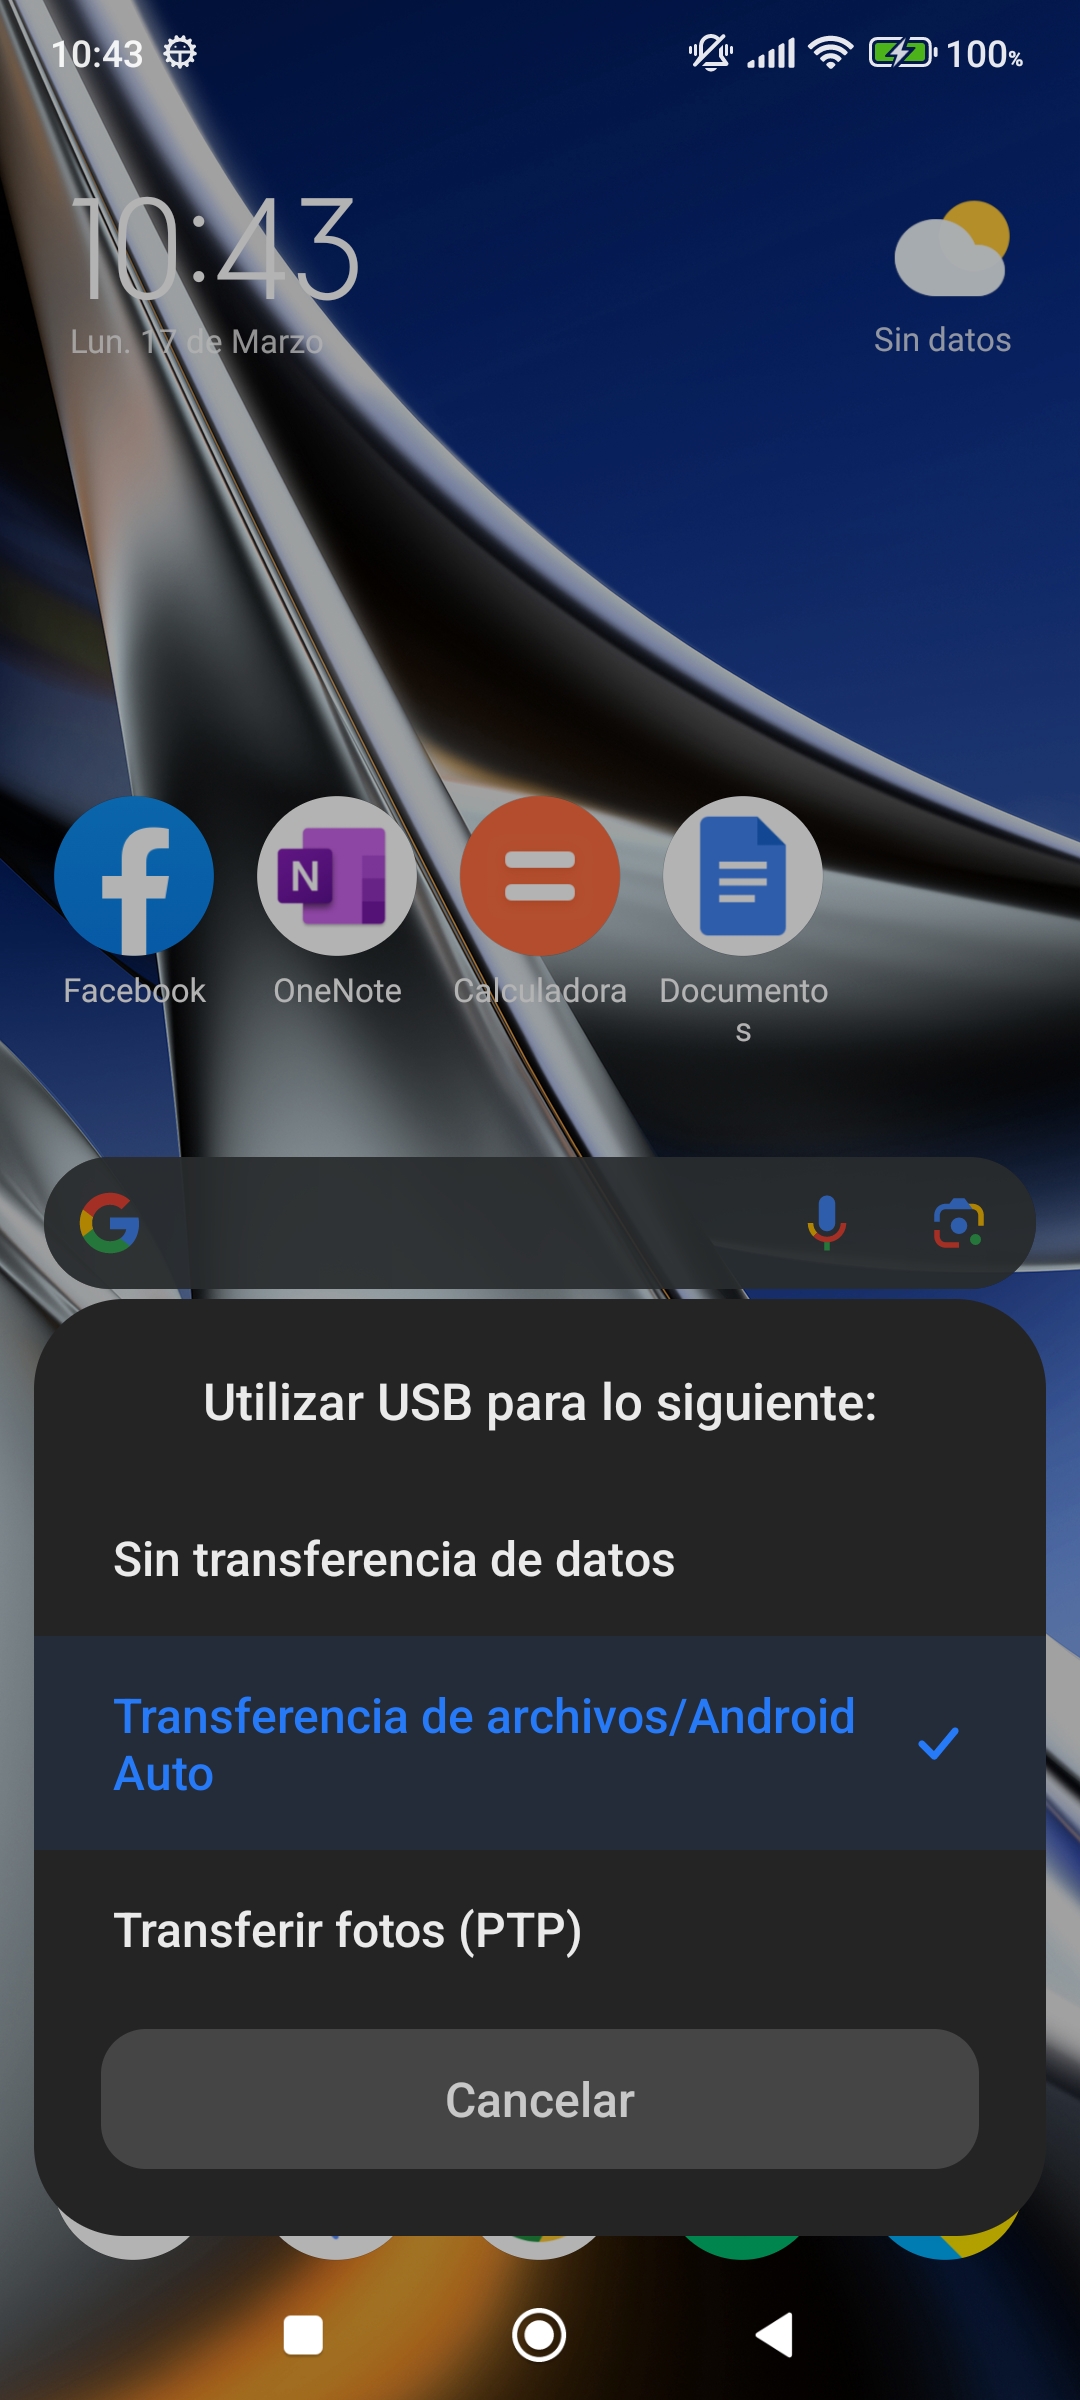 10:43
100%
10:43
Lun. 17 de Marzo
Sin datos
N
Facebook
OneNote
Calculadora
Documento
s
Utilizar USB para lo siguiente:
Sin transferencia de datos
Transferencia de archivos/Android
Auto
Transferir fotos (PTP)
Cancelar